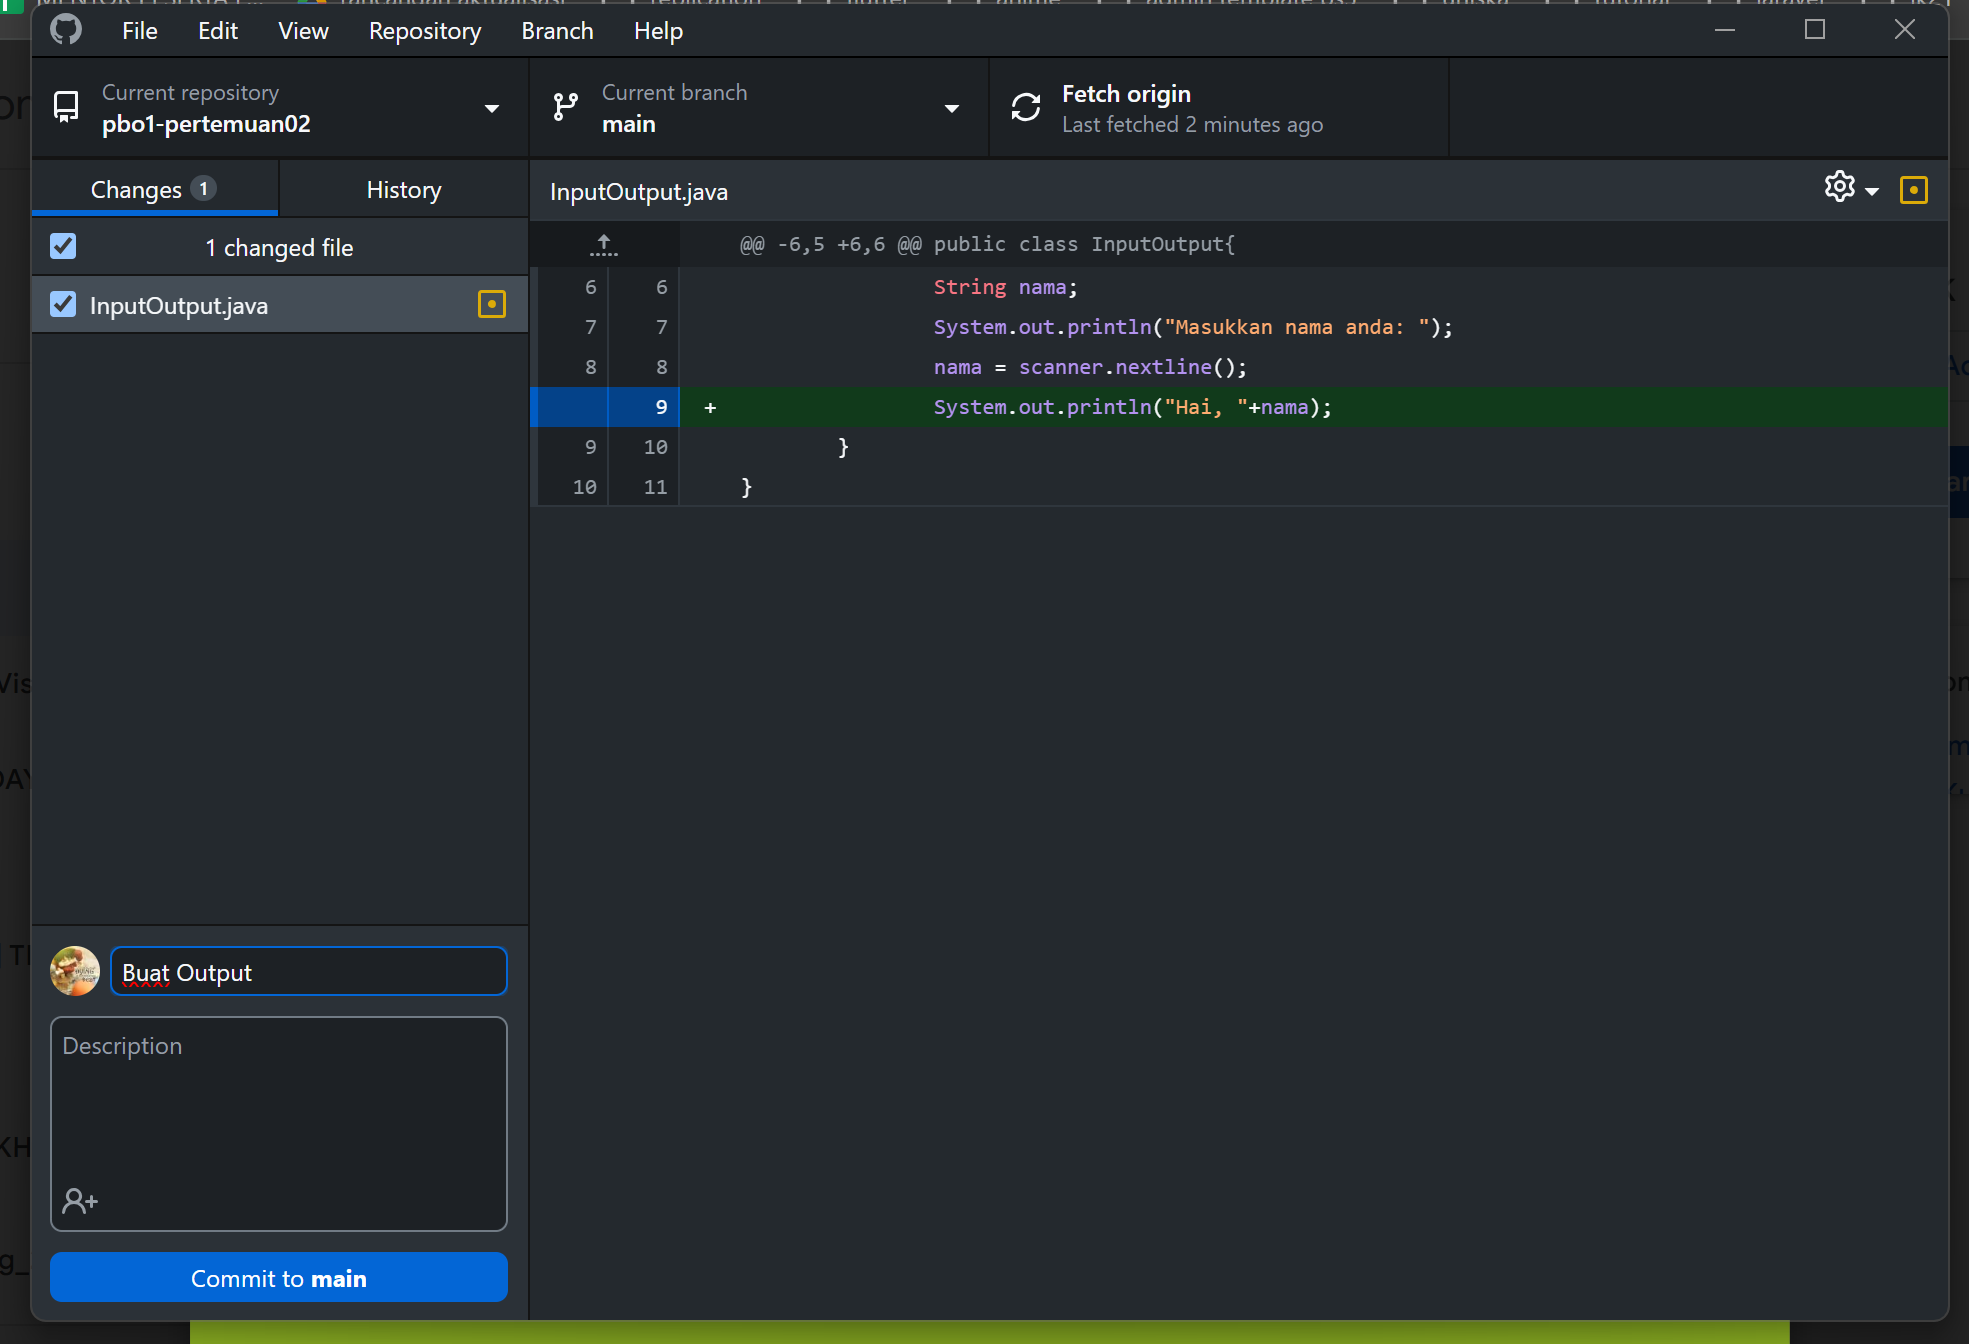 File Edit View Repository Branch Help
Current repository
pbo1-pertemuan02
Current branch
main
Fetch origin
Last fetched 2 minutes ago
Changes 1
History
InputOutput.java
1 changed file
InputOutput.java
@@ -6,5 +6,6 @@ public class InputOutput{
6 6 String nama;
7 7 System.out.println("Masukkan nama anda: ");
8 8 nama = scanner.nextline();
9 + System.out.println("Hai, "+nama);
9 10 }
10 11 }
Buat Output
Description
Commit to main